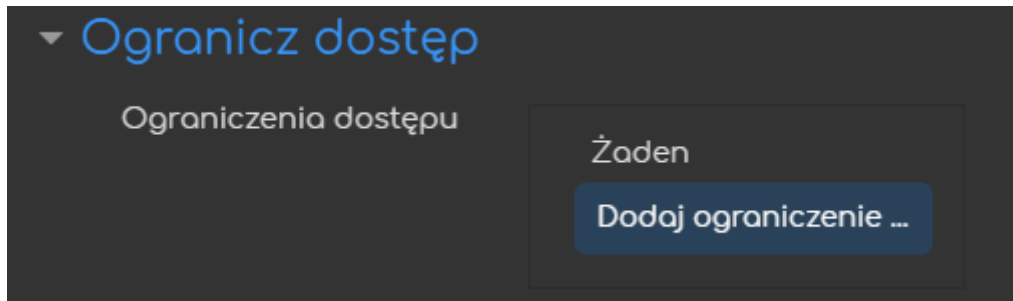 Ogranicz dostęp
Ograniczenia dostępu
Żaden
Dodaj ograniczenie ...